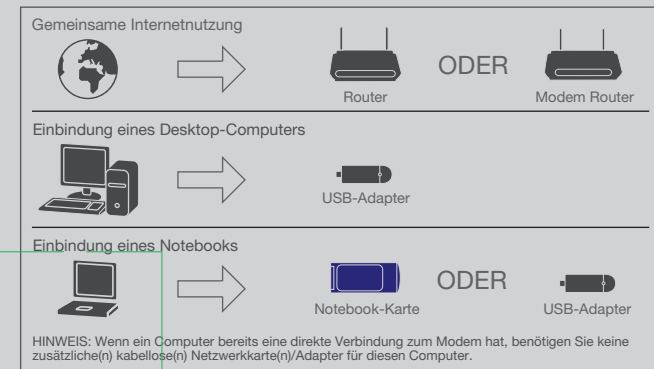 Gemeinsame Internetnutzung
ODER
Router
Modem Router
Einbindung eines Desktop-Computers
USB-Adapter
Einbindung eines Notebooks
ODER
Notebook-Karte
USB-Adapter
HINWEIS: Wenn ein Computer bereits eine direkte Verbindung zum Modem hat, benötigen Sie keine
zusätzliche(n) kabellose(n) Netzwerkkarte(n)/Adapter für diesen Computer.